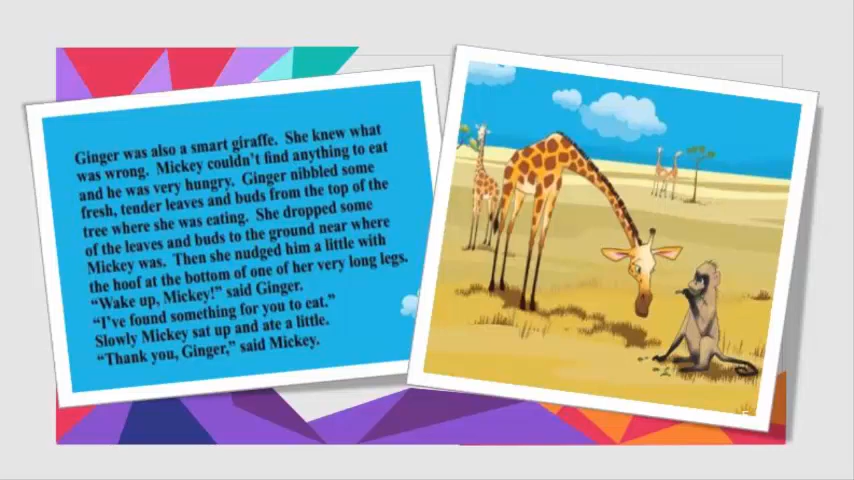 Ginger was also a smart giraffe. She knew what
was wrong. Mickey couldn't find anything to eat
and he was very hungry. Ginger nibbled some
fresh, tender leaves and buds from the top of the
tree where she was eating. She dropped some
of the leaves and buds to the ground near where
Mickey was. Then she nudged him a little with
the hoof at the bottom of one of her very long legs.
“Wake up, Mickey!” said Ginger.
“I've found something for you to eat.”
Slowly Mickey sat up and ate a little.
“Thank you, Ginger,” said Mickey.